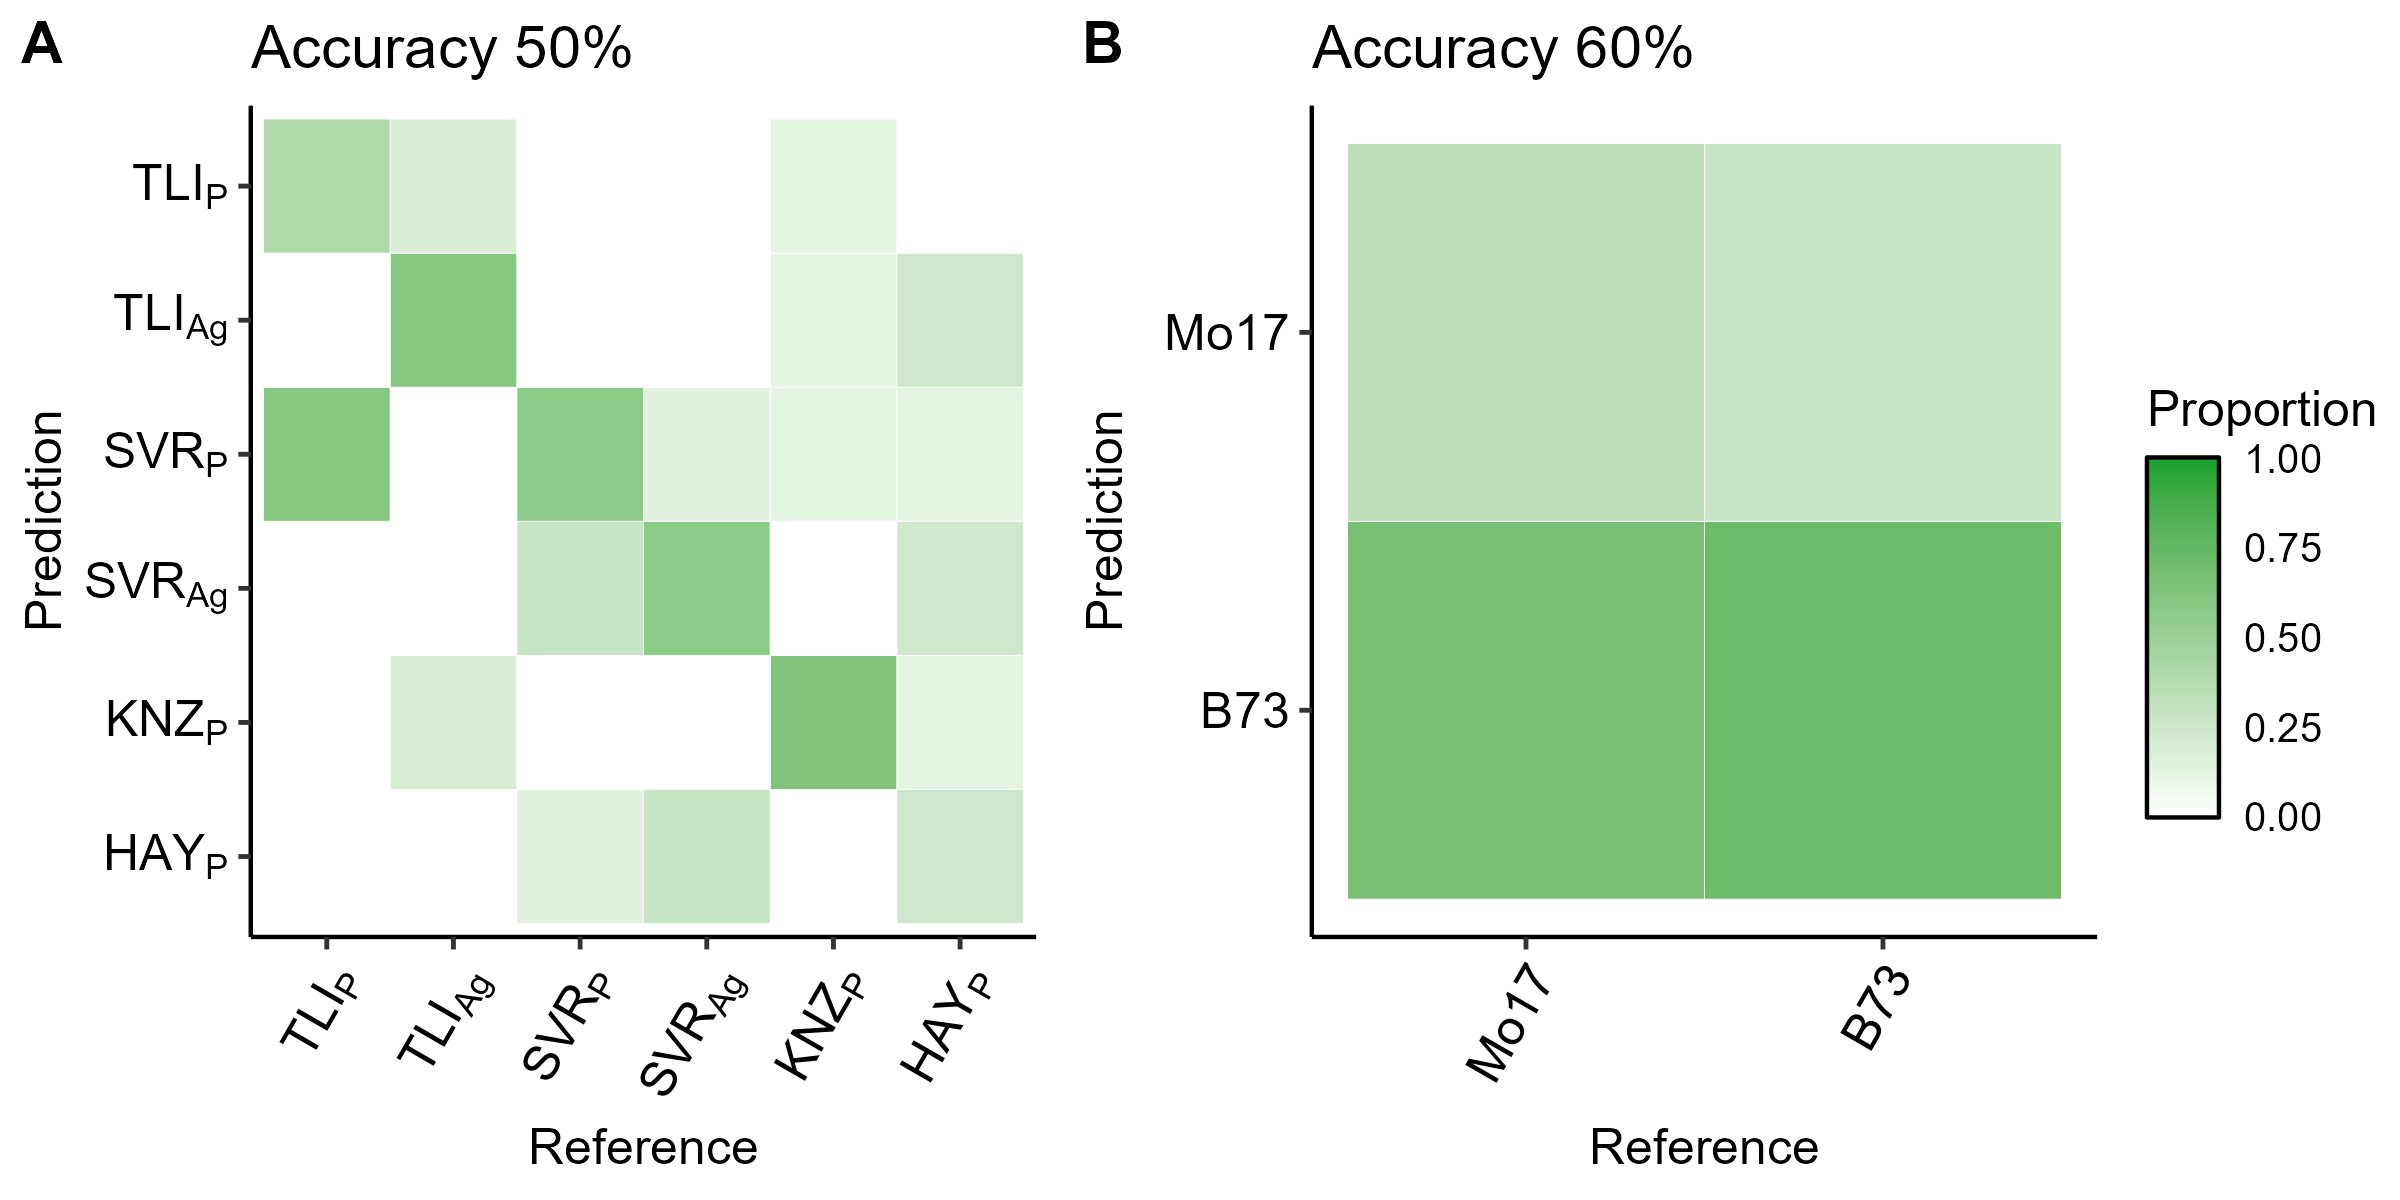 A Accuracy 50%
Prediction
TLIP
TLIAg
SVRP
SVRAg
KNZP
HAYP
TLIP TLIAg SVRP SVRAg KNZP HAYP
Reference
B Accuracy 60%
Prediction
Mo17
B73
Mo17 B73
Reference
Proportion
1.00
0.75
0.50
0.25
0.00